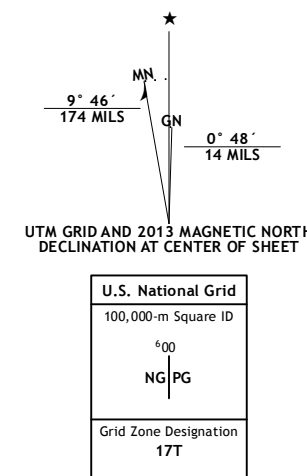 ★
MN
GN
9° 46´
174 MILS
0° 48´
14 MILS
UTM GRID AND 2013 MAGNETIC NORTH
DECLINATION AT CENTER OF SHEET
U.S. National Grid
100,000-m Square ID
⁶00
NG PG
Grid Zone Designation
17T